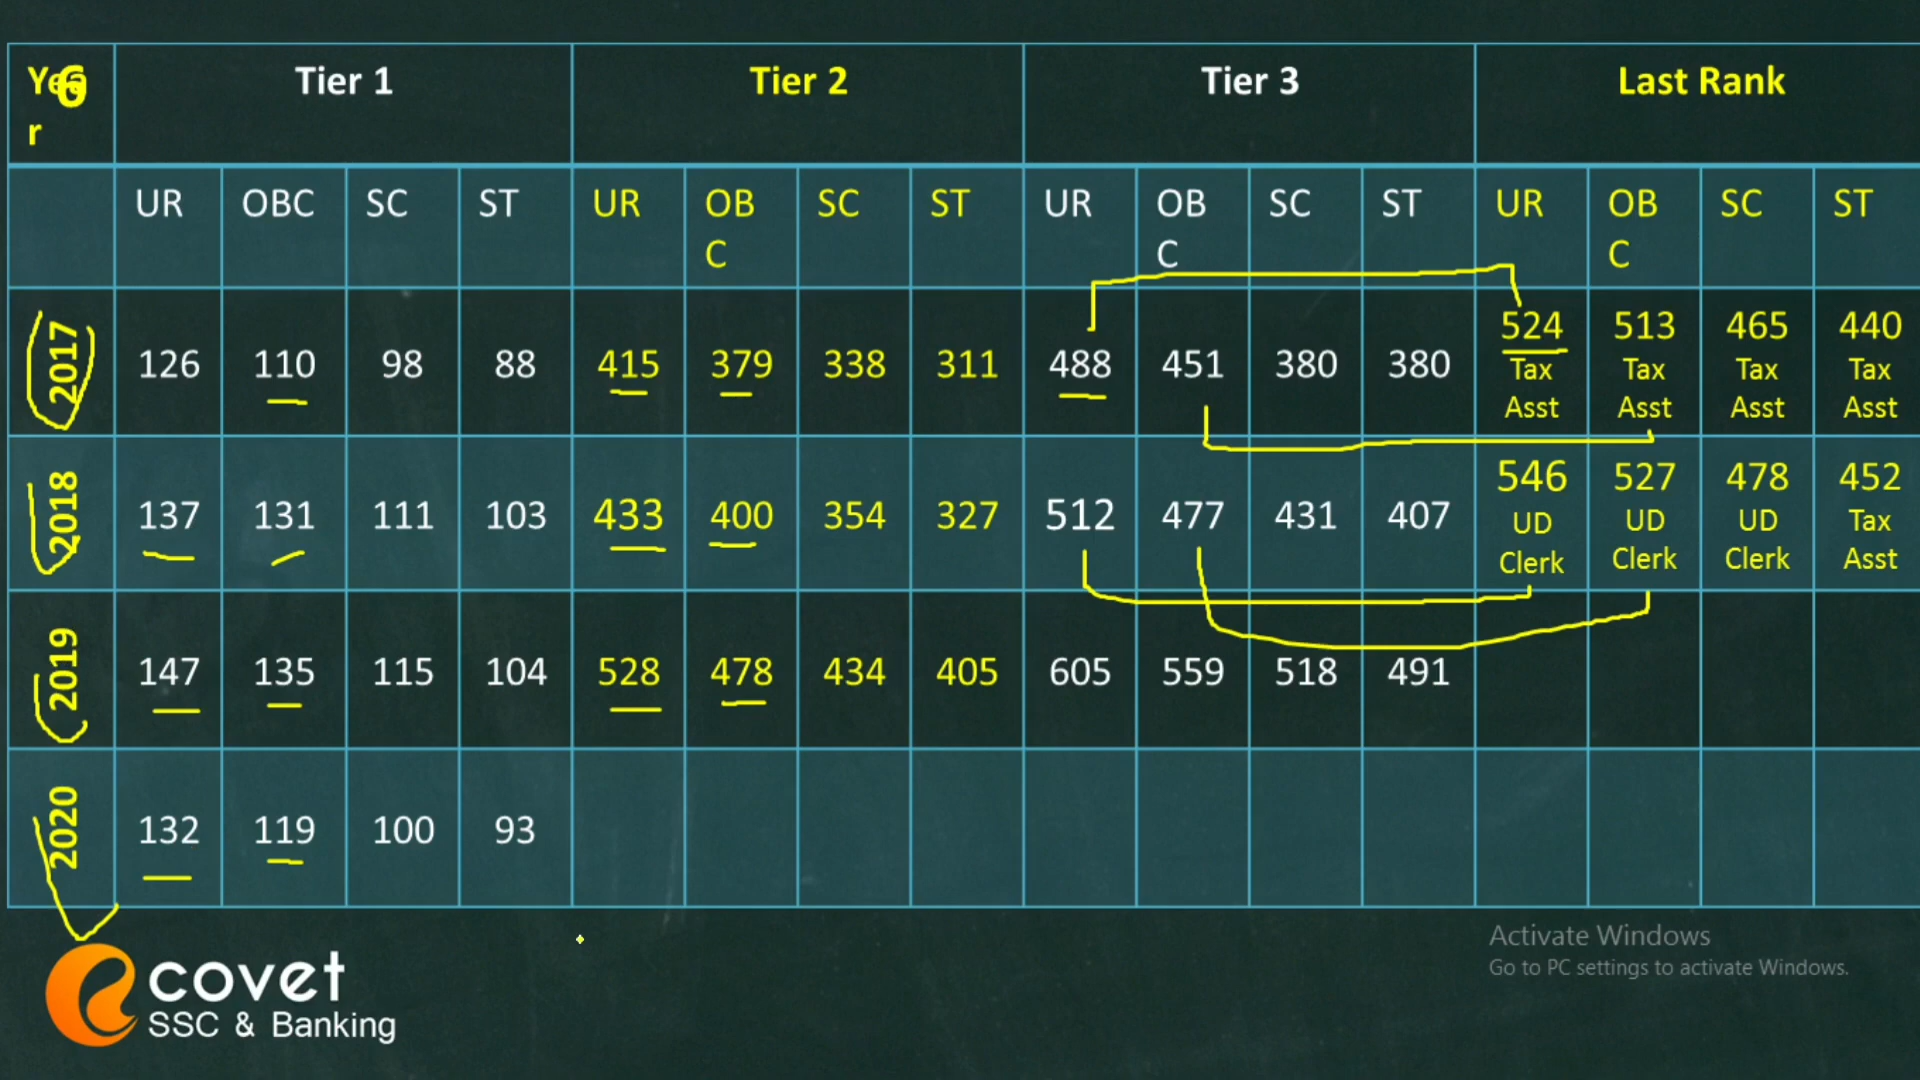 Year 6 Tier 1 Tier 2 Tier 3 Last Rank
UR OBC SC ST UR OBC SC ST UR OBC SC ST UR OBC SC ST
2017 126 110 98 88 415 379 338 311 488 451 380 380 524 Tax Asst 513 Tax Asst 465 Tax Asst 440 Tax Asst
2018 137 131 111 103 433 400 354 327 512 477 431 407 546 UD Clerk 527 UD Clerk 478 UD Clerk 452 Tax Asst
2019 147 135 115 104 528 478 434 405 605 559 518 491
2020 132 119 100 93
Activate Windows
Go to PC settings to activate Windows.
covet
SSC & Banking